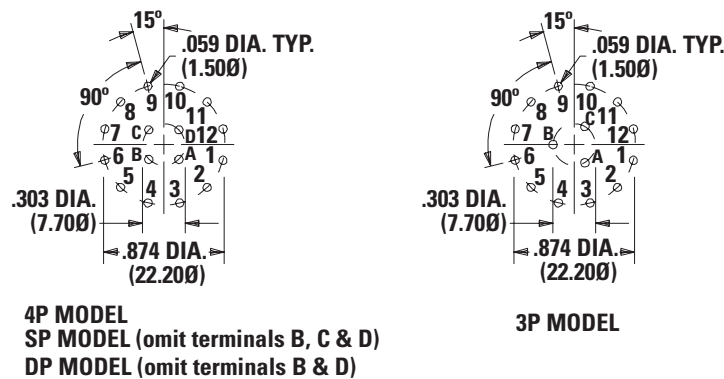 15º
.059 DIA. TYP.
(1.50Ø)
90º
9 10
8 11
7 C D 12
6 B A 1
5 2
4 3
.303 DIA.
(7.70Ø)
.874 DIA.
(22.20Ø)
4P MODEL
SP MODEL (omit terminals B, C & D)
DP MODEL (omit terminals B & D)
15º
.059 DIA. TYP.
(1.50Ø)
90º
9 10
8 C 11
7 B 12
6 A 1
5 2
4 3
.303 DIA.
(7.70Ø)
.874 DIA.
(22.20Ø)
3P MODEL